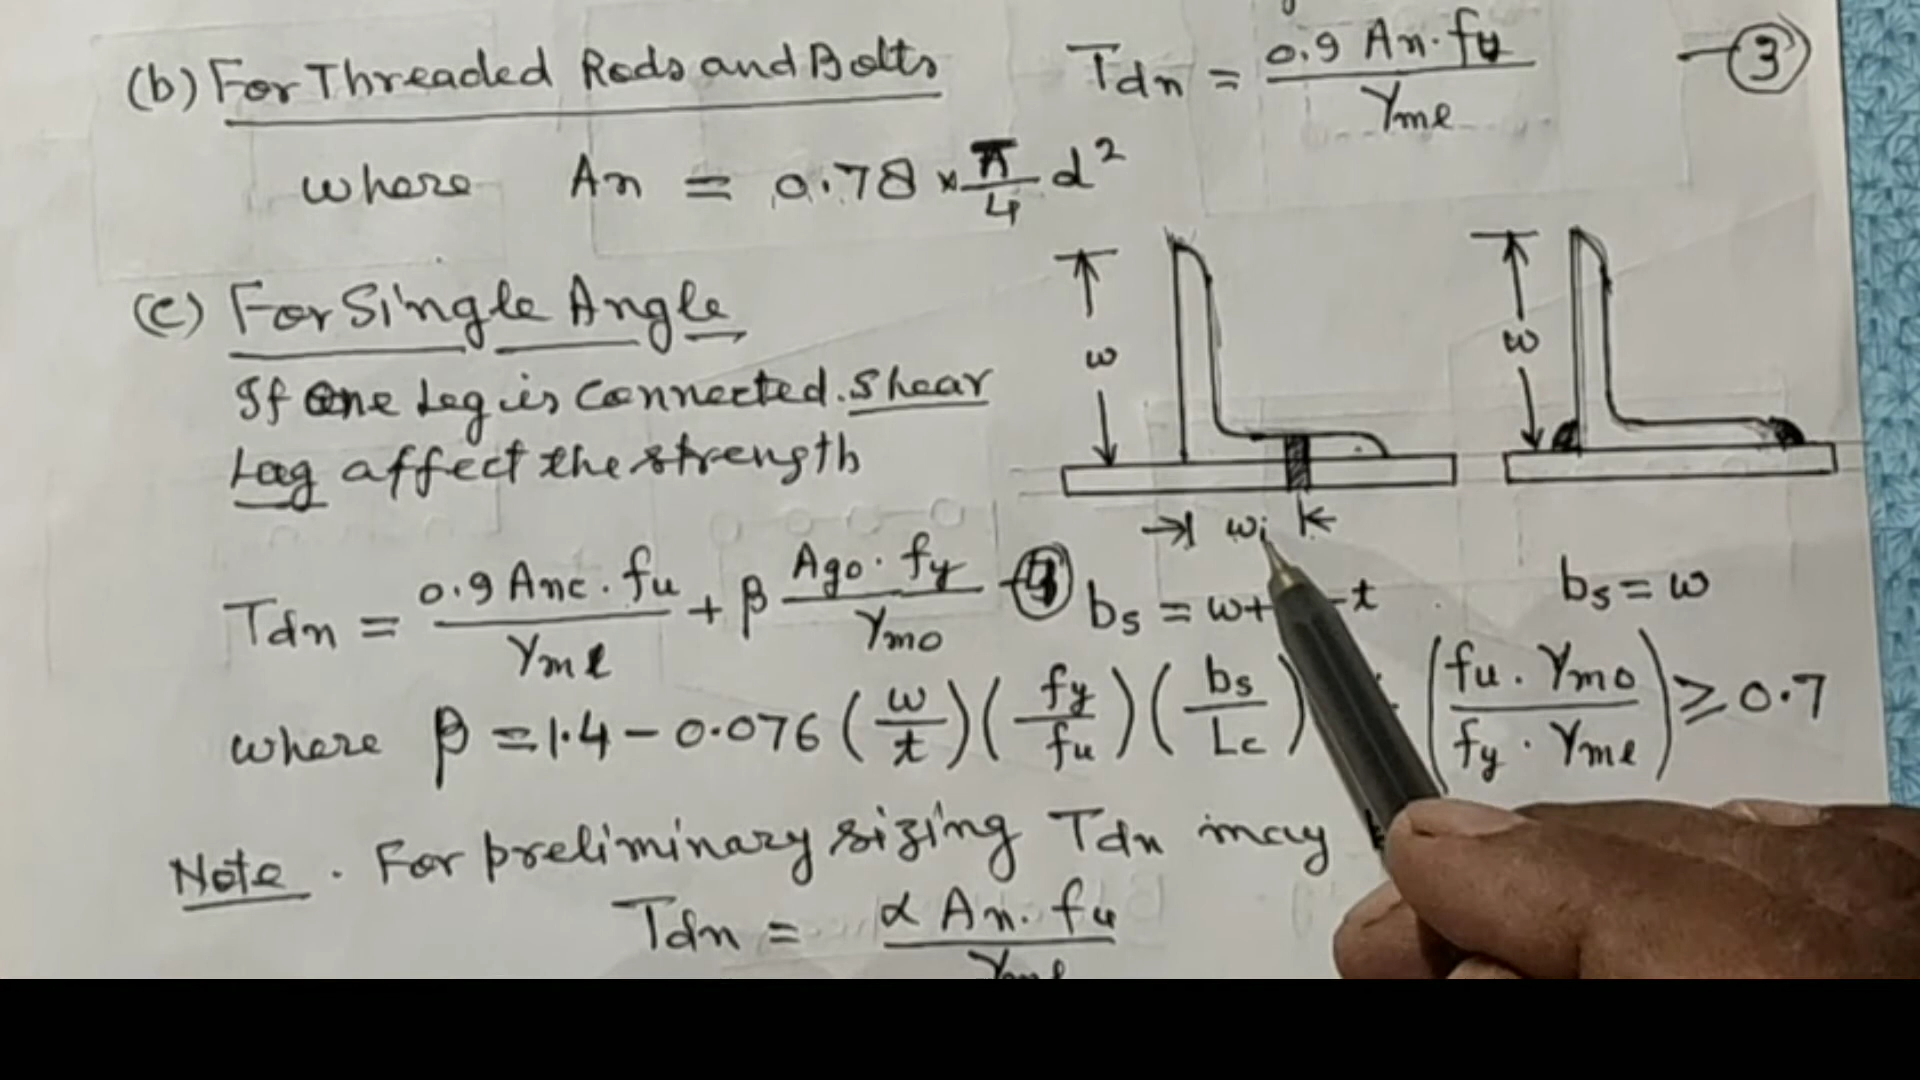 (b) For Threaded Rods and Bolts Tdn = 0.9 An. fu / γml — ③
where An = 0.78 × π/4 d²
(c) For Single Angle
If one leg is connected. Shear
Lag affect the strength
w
w
wi
Tdn = 0.9 Anc. fu / γml + β Ago. fy / γmo — ④
bs = w+ -t
bs = w
where β = 1.4 - 0.076 (w/t) (fy/fu) (bs/Lc) (fu. γmo / fy. γml) ≥ 0.7
Note. For preliminary sizing Tdn may
Tdn = α An. fu / γml